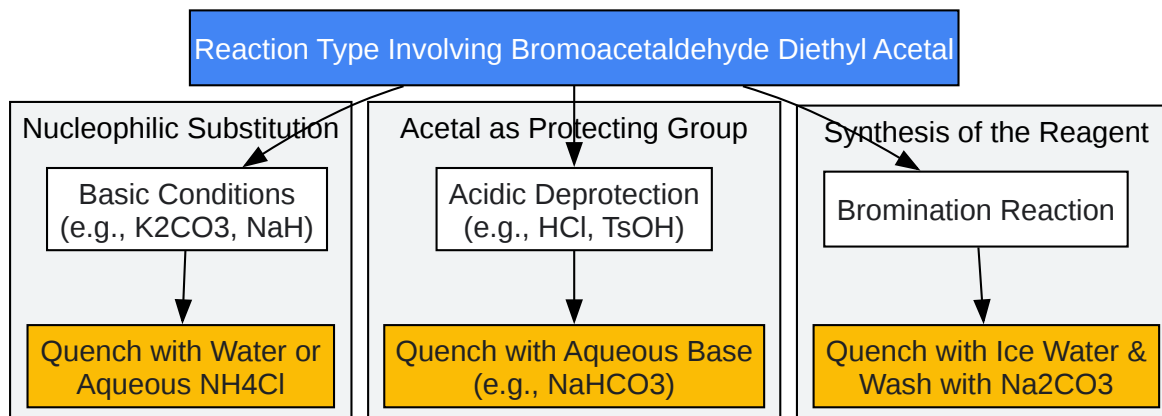 Reaction Type Involving Bromoacetaldehyde Diethyl Acetal
Nucleophilic Substitution
Basic Conditions
(e.g., K2CO3, NaH)
Quench with Water or
Aqueous NH4Cl
Acetal as Protecting Group
Acidic Deprotection
(e.g., HCl, TsOH)
Quench with Aqueous Base
(e.g., NaHCO3)
Synthesis of the Reagent
Bromination Reaction
Quench with Ice Water &
Wash with Na2CO3